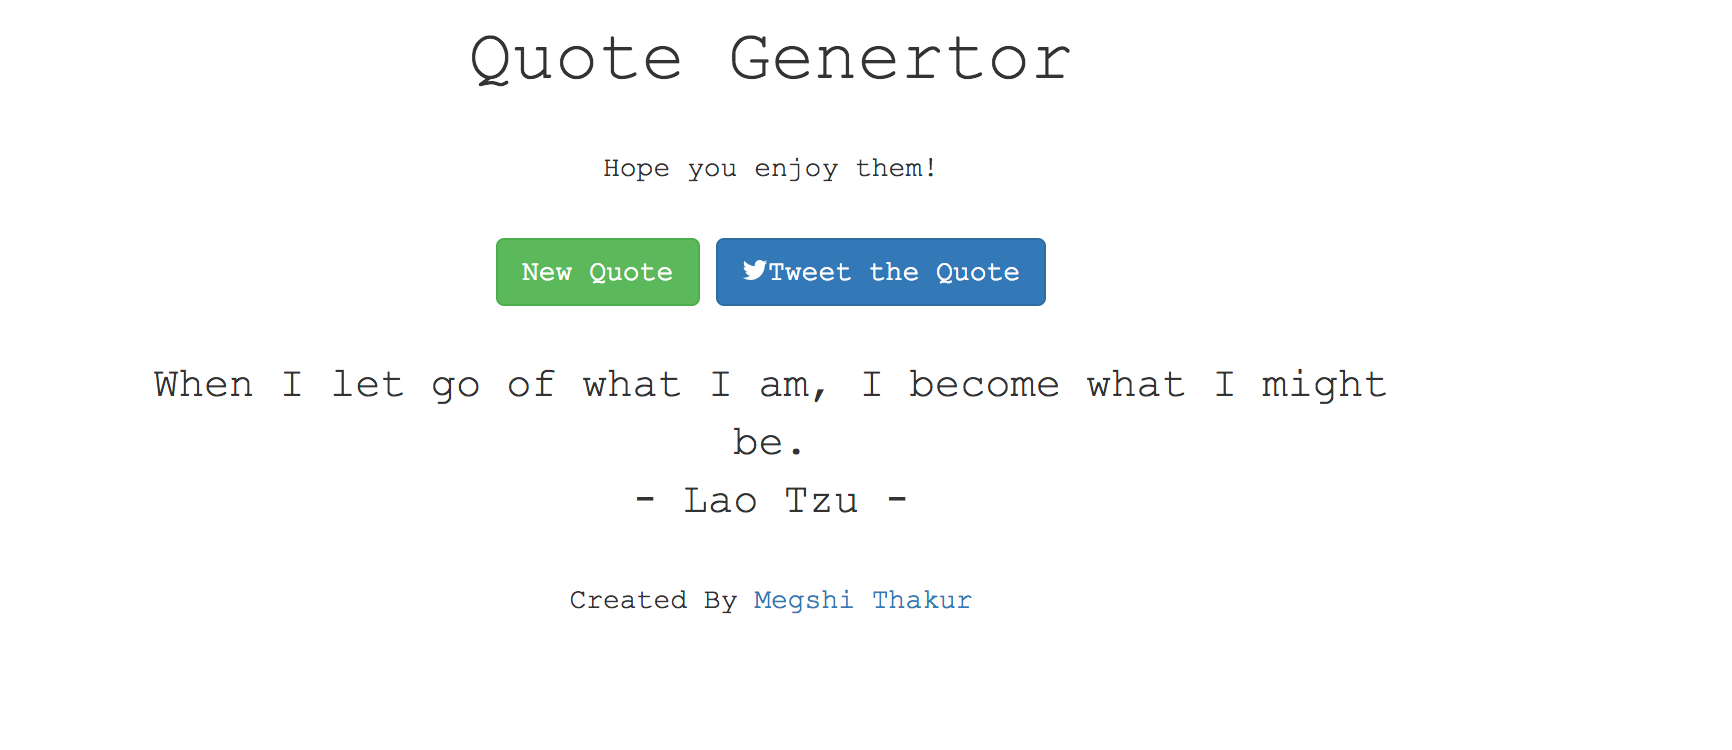 Quote Genertor
Hope you enjoy them!
New Quote
Tweet the Quote
When I let go of what I am, I become what I might
be.
- Lao Tzu -
Created By Megshi Thakur